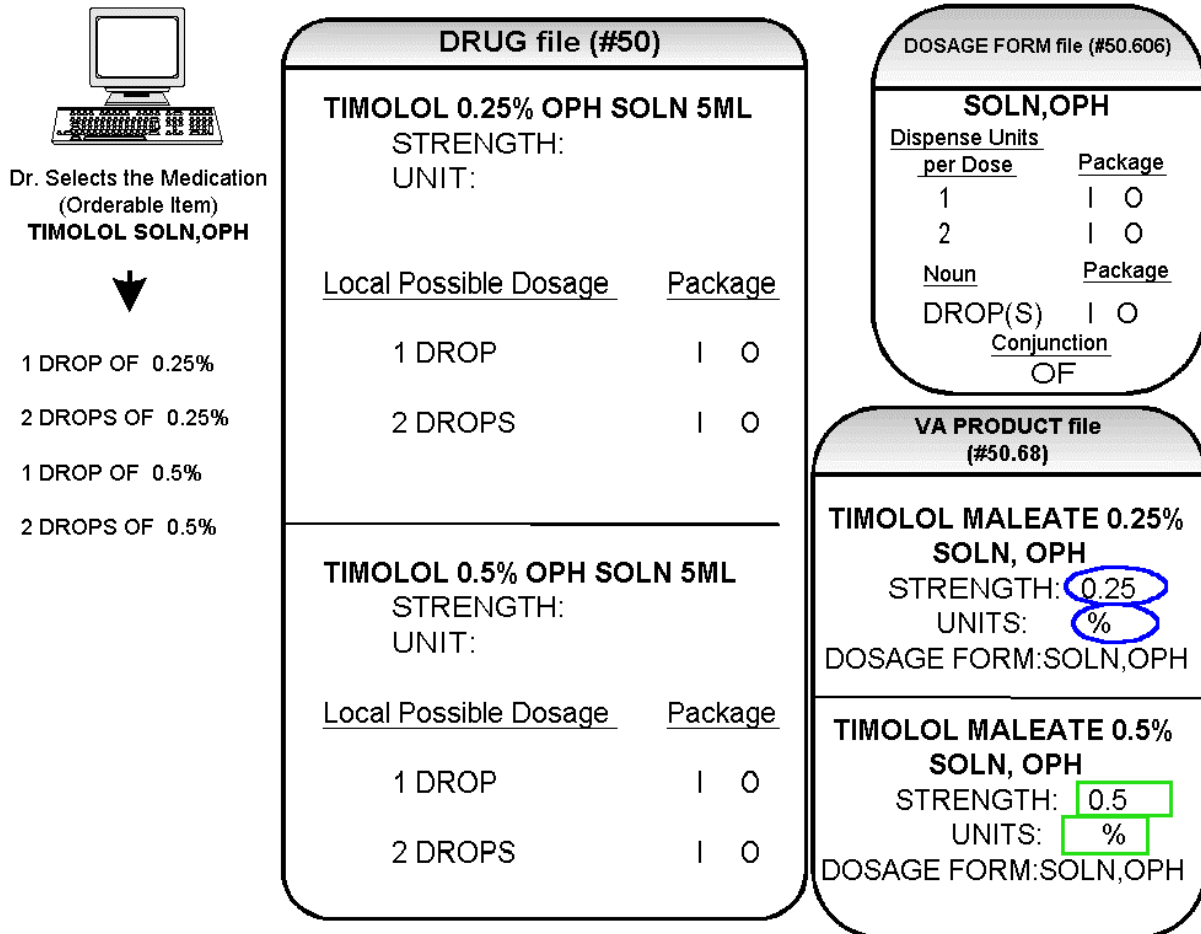 Dr. Selects the Medication
(Orderable Item)
TIMOLOL SOLN,OPH
1 DROP OF 0.25%
2 DROPS OF 0.25%
1 DROP OF 0.5%
2 DROPS OF 0.5%
DRUG file (#50)
TIMOLOL 0.25% OPH SOLN 5ML
STRENGTH:
UNIT:
Local Possible Dosage Package
1 DROP I O
2 DROPS I O
TIMOLOL 0.5% OPH SOLN 5ML
STRENGTH:
UNIT:
Local Possible Dosage Package
1 DROP I O
2 DROPS I O
DOSAGE FORM file (#50.606)
SOLN,OPH
Dispense Units
per Dose Package
1 I O
2 I O
Noun Package
DROP(S) I O
Conjunction
OF
VA PRODUCT file
(#50.68)
TIMOLOL MALEATE 0.25%
SOLN, OPH
STRENGTH: 0.25
UNITS: %
DOSAGE FORM:SOLN,OPH
TIMOLOL MALEATE 0.5%
SOLN, OPH
STRENGTH: 0.5
UNITS: %
DOSAGE FORM:SOLN,OPH